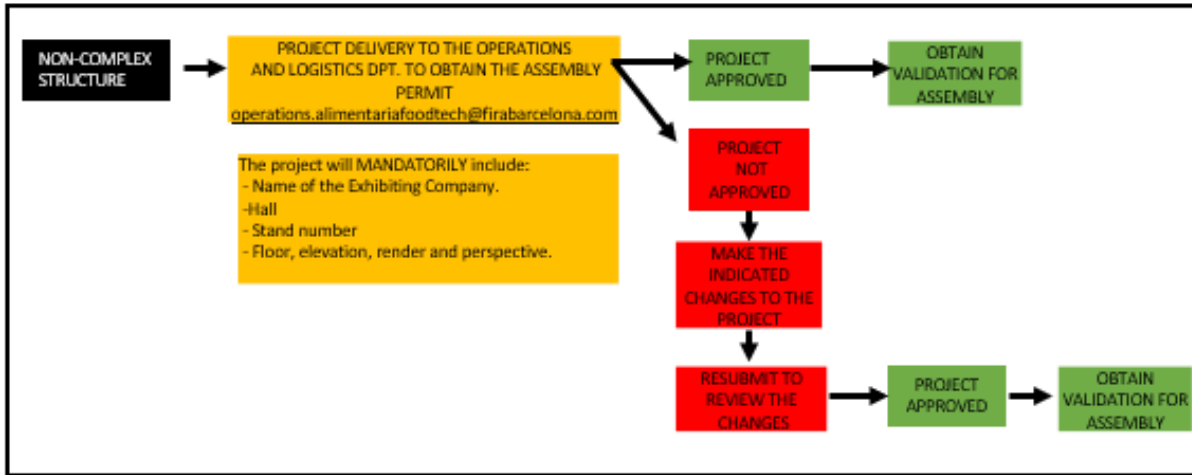 NON-COMPLEX
STRUCTURE
PROJECT DELIVERY TO THE OPERATIONS
AND LOGISTICS DPT. TO OBTAIN THE ASSEMBLY
PERMIT
operations.alimentariafoodtech@firabarcelona.com
The project will MANDATORILY include:
- Name of the Exhibiting Company.
-Hall
- Stand number
- Floor, elevation, render and perspective.
PROJECT
APPROVED
OBTAIN
VALIDATION FOR
ASSEMBLY
PROJECT
NOT
APPROVED
MAKE THE
INDICATED
CHANGES TO THE
PROJECT
RESUBMIT TO
REVIEW THE
CHANGES
PROJECT
APPROVED
OBTAIN
VALIDATION FOR
ASSEMBLY